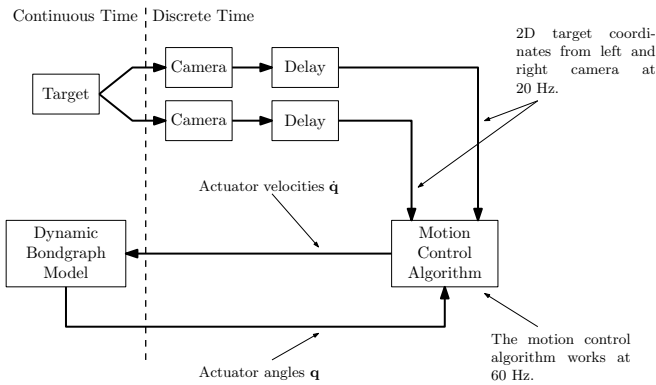 Continuous Time
Discrete Time
2D target coordi-
nates from left and
right camera at
20 Hz.
Target
Camera
Delay
Camera
Delay
Actuator velocities q̇
Dynamic
Bondgraph
Model
Motion
Control
Algorithm
Actuator angles q
The motion control
algorithm works at
60 Hz.